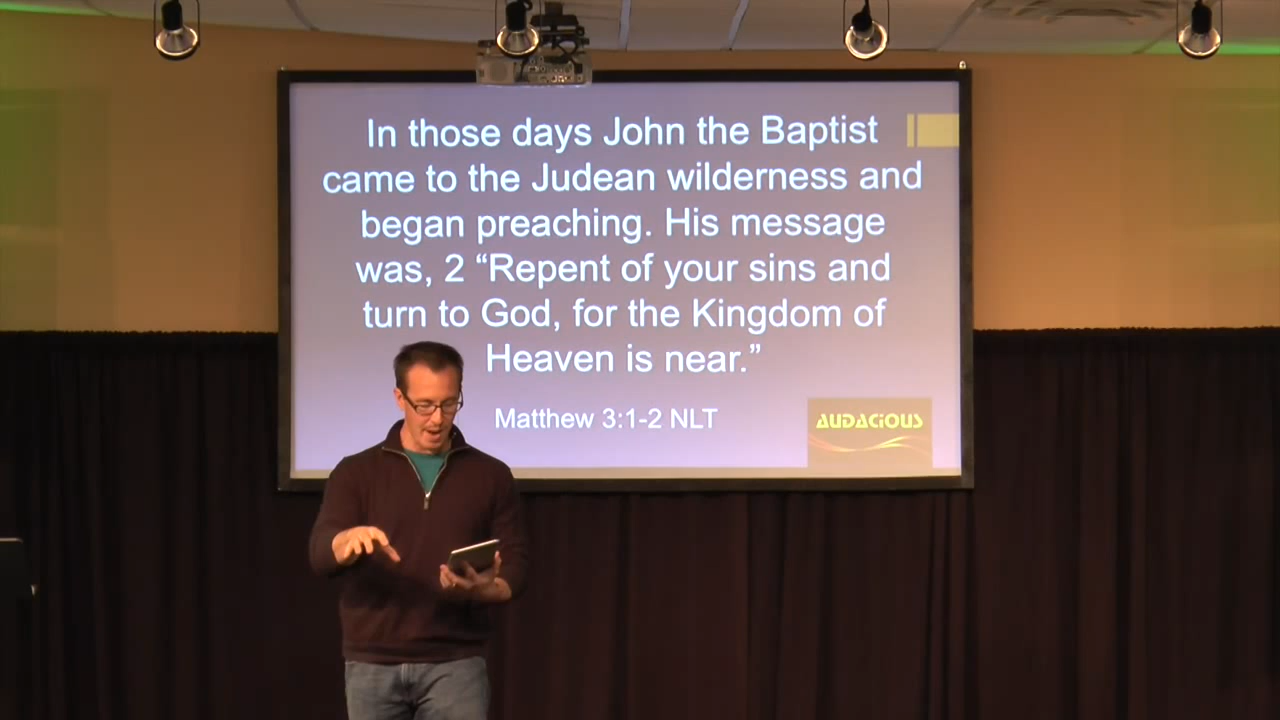 In those days John the Baptist
came to the Judean wilderness and
began preaching. His message
was, 2 “Repent of your sins and
turn to God, for the Kingdom of
Heaven is near.”
Matthew 3:1-2 NLT
AUDACIOUS